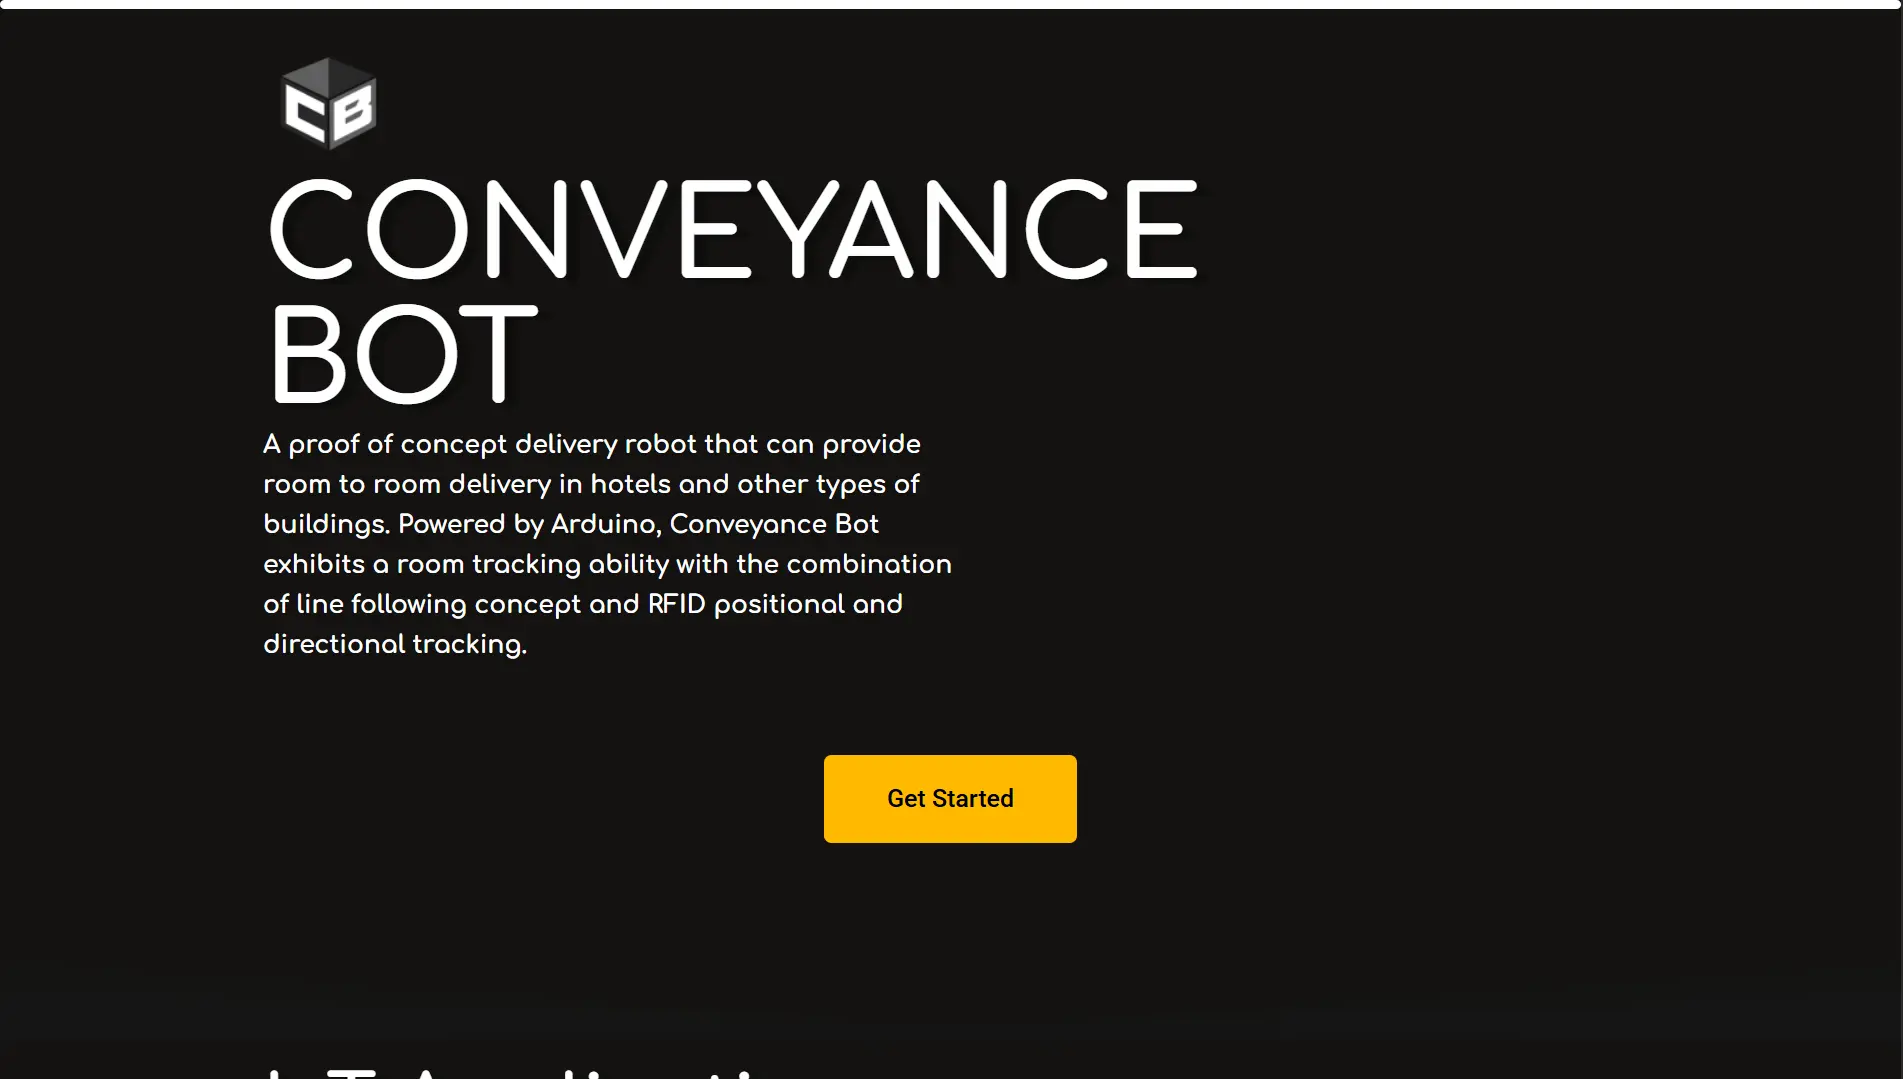 CB
CONVEYANCE
BOT
A proof of concept delivery robot that can provide
room to room delivery in hotels and other types of
buildings. Powered by Arduino, Conveyance Bot
exhibits a room tracking ability with the combination
of line following concept and RFID positional and
directional tracking.
Get Started